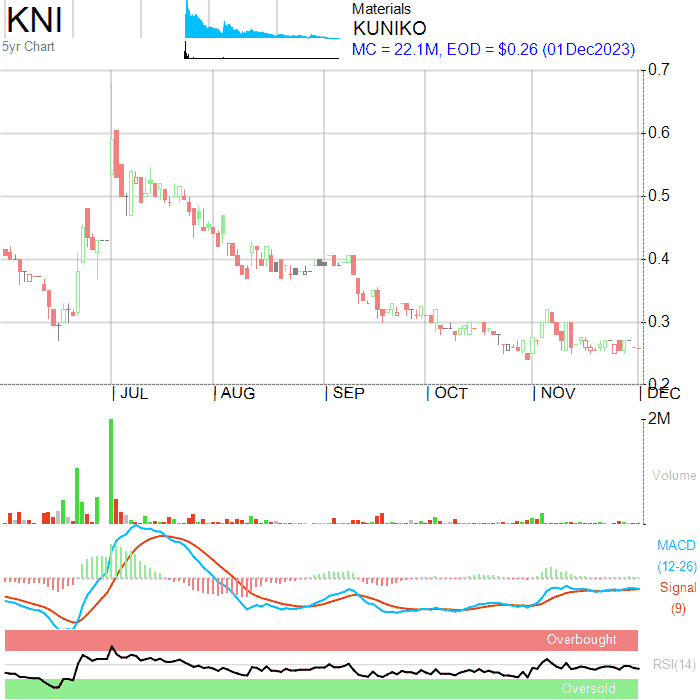 KNI
5yr Chart
Materials
KUNIKO
MC = 22.1M, EOD = $0.26 (01Dec2023)
0.7
0.6
0.5
0.4
0.3
0.2
JUL AUG SEP OCT NOV DEC
2M
Volume
MACD
(12-26)
Signal
(9)
Overbought
RSI(14)
Oversold